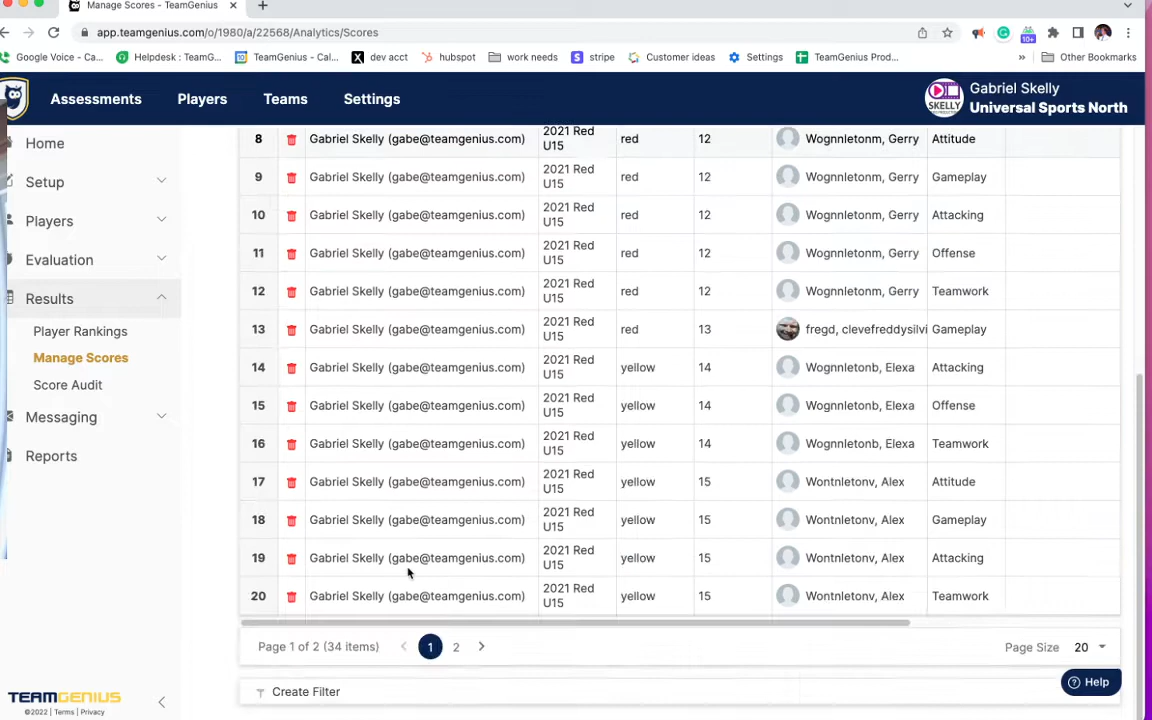 Manage Scores - TeamGenius
app.teamgenius.com/o/1980/a/22568/Analytics/Scores
Google Voice - Ca... Helpdesk : TeamG... TeamGenius - Cal... dev acct hubspot work needs stripe Customer ideas Settings TeamGenius Prod... » Other Bookmarks
10+
Assessments Players Teams Settings
SKELLY
Gabriel Skelly
Universal Sports North
Home
Setup
Players
Evaluation
Results
Player Rankings
Manage Scores
Score Audit
Messaging
Reports
8 Gabriel Skelly (gabe@teamgenius.com) 2021 Red U15 red 12 Wognnletonm, Gerry Attitude
9 Gabriel Skelly (gabe@teamgenius.com) 2021 Red U15 red 12 Wognnletonm, Gerry Gameplay
10 Gabriel Skelly (gabe@teamgenius.com) 2021 Red U15 red 12 Wognnletonm, Gerry Attacking
11 Gabriel Skelly (gabe@teamgenius.com) 2021 Red U15 red 12 Wognnletonm, Gerry Offense
12 Gabriel Skelly (gabe@teamgenius.com) 2021 Red U15 red 12 Wognnletonm, Gerry Teamwork
13 Gabriel Skelly (gabe@teamgenius.com) 2021 Red U15 red 13 fregd, clevefreddysilvi Gameplay
14 Gabriel Skelly (gabe@teamgenius.com) 2021 Red U15 yellow 14 Wognnletonb, Elexa Attacking
15 Gabriel Skelly (gabe@teamgenius.com) 2021 Red U15 yellow 14 Wognnletonb, Elexa Offense
16 Gabriel Skelly (gabe@teamgenius.com) 2021 Red U15 yellow 14 Wognnletonb, Elexa Teamwork
17 Gabriel Skelly (gabe@teamgenius.com) 2021 Red U15 yellow 15 Wontnletonv, Alex Attitude
18 Gabriel Skelly (gabe@teamgenius.com) 2021 Red U15 yellow 15 Wontnletonv, Alex Gameplay
19 Gabriel Skelly (gabe@teamgenius.com) 2021 Red U15 yellow 15 Wontnletonv, Alex Attacking
20 Gabriel Skelly (gabe@teamgenius.com) 2021 Red U15 yellow 15 Wontnletonv, Alex Teamwork
Page 1 of 2 (34 items) 1 2 Page Size 20
Create Filter
Help
TEAMGENIUS
©2022 | Terms | Privacy